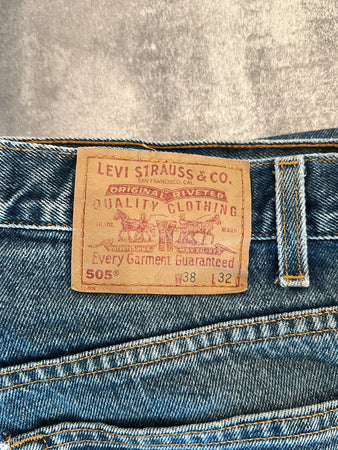 LEVI STRAUSS & CO.
SAN FRANCISCO, CAL.
ORIGINAL RIVETED
QUALITY CLOTHING
TRADE MARK
Every Garment Guaranteed
505® W38 L32